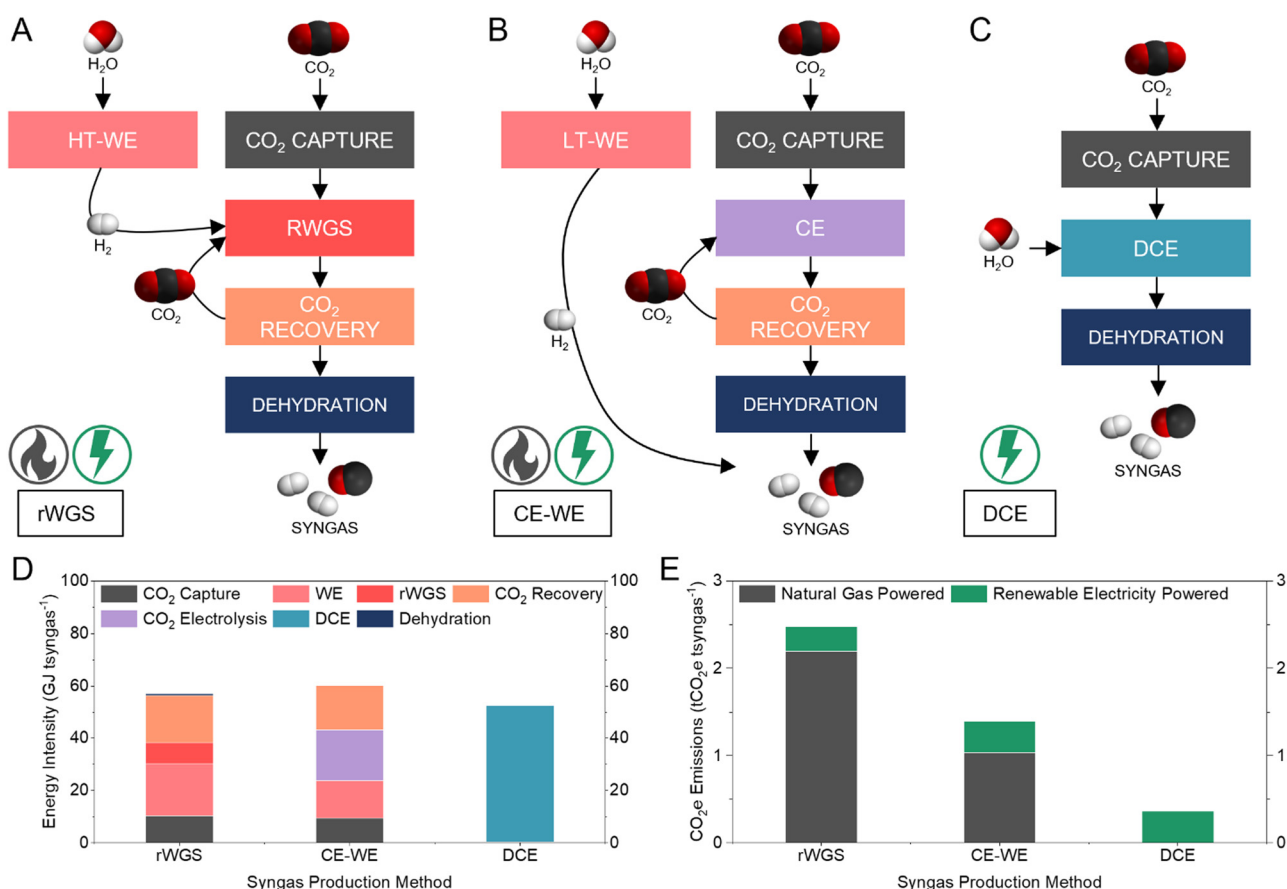 A
H₂O
CO₂
HT-WE
CO₂ CAPTURE
RWGS
H₂
CO₂
CO₂
RECOVERY
DEHYDRATION
SYNGAS
rWGS
B
H₂O
CO₂
LT-WE
CO₂ CAPTURE
CE
CO₂
H₂
CO₂
RECOVERY
DEHYDRATION
SYNGAS
CE-WE
C
CO₂
CO₂ CAPTURE
H₂O
DCE
DEHYDRATION
SYNGAS
DCE
D
Energy Intensity (GJ tsyngas⁻¹)
100
80
60
40
20
0
CO₂ Capture
WE
rWGS
CO₂ Recovery
CO₂ Electrolysis
DCE
Dehydration
100
80
60
40
20
0
rWGS
CE-WE
DCE
Syngas Production Method
E
CO₂e Emissions (tCO₂e tsyngas⁻¹)
3
2
1
0
Natural Gas Powered
Renewable Electricity Powered
3
2
1
0
rWGS
CE-WE
DCE
Syngas Production Method